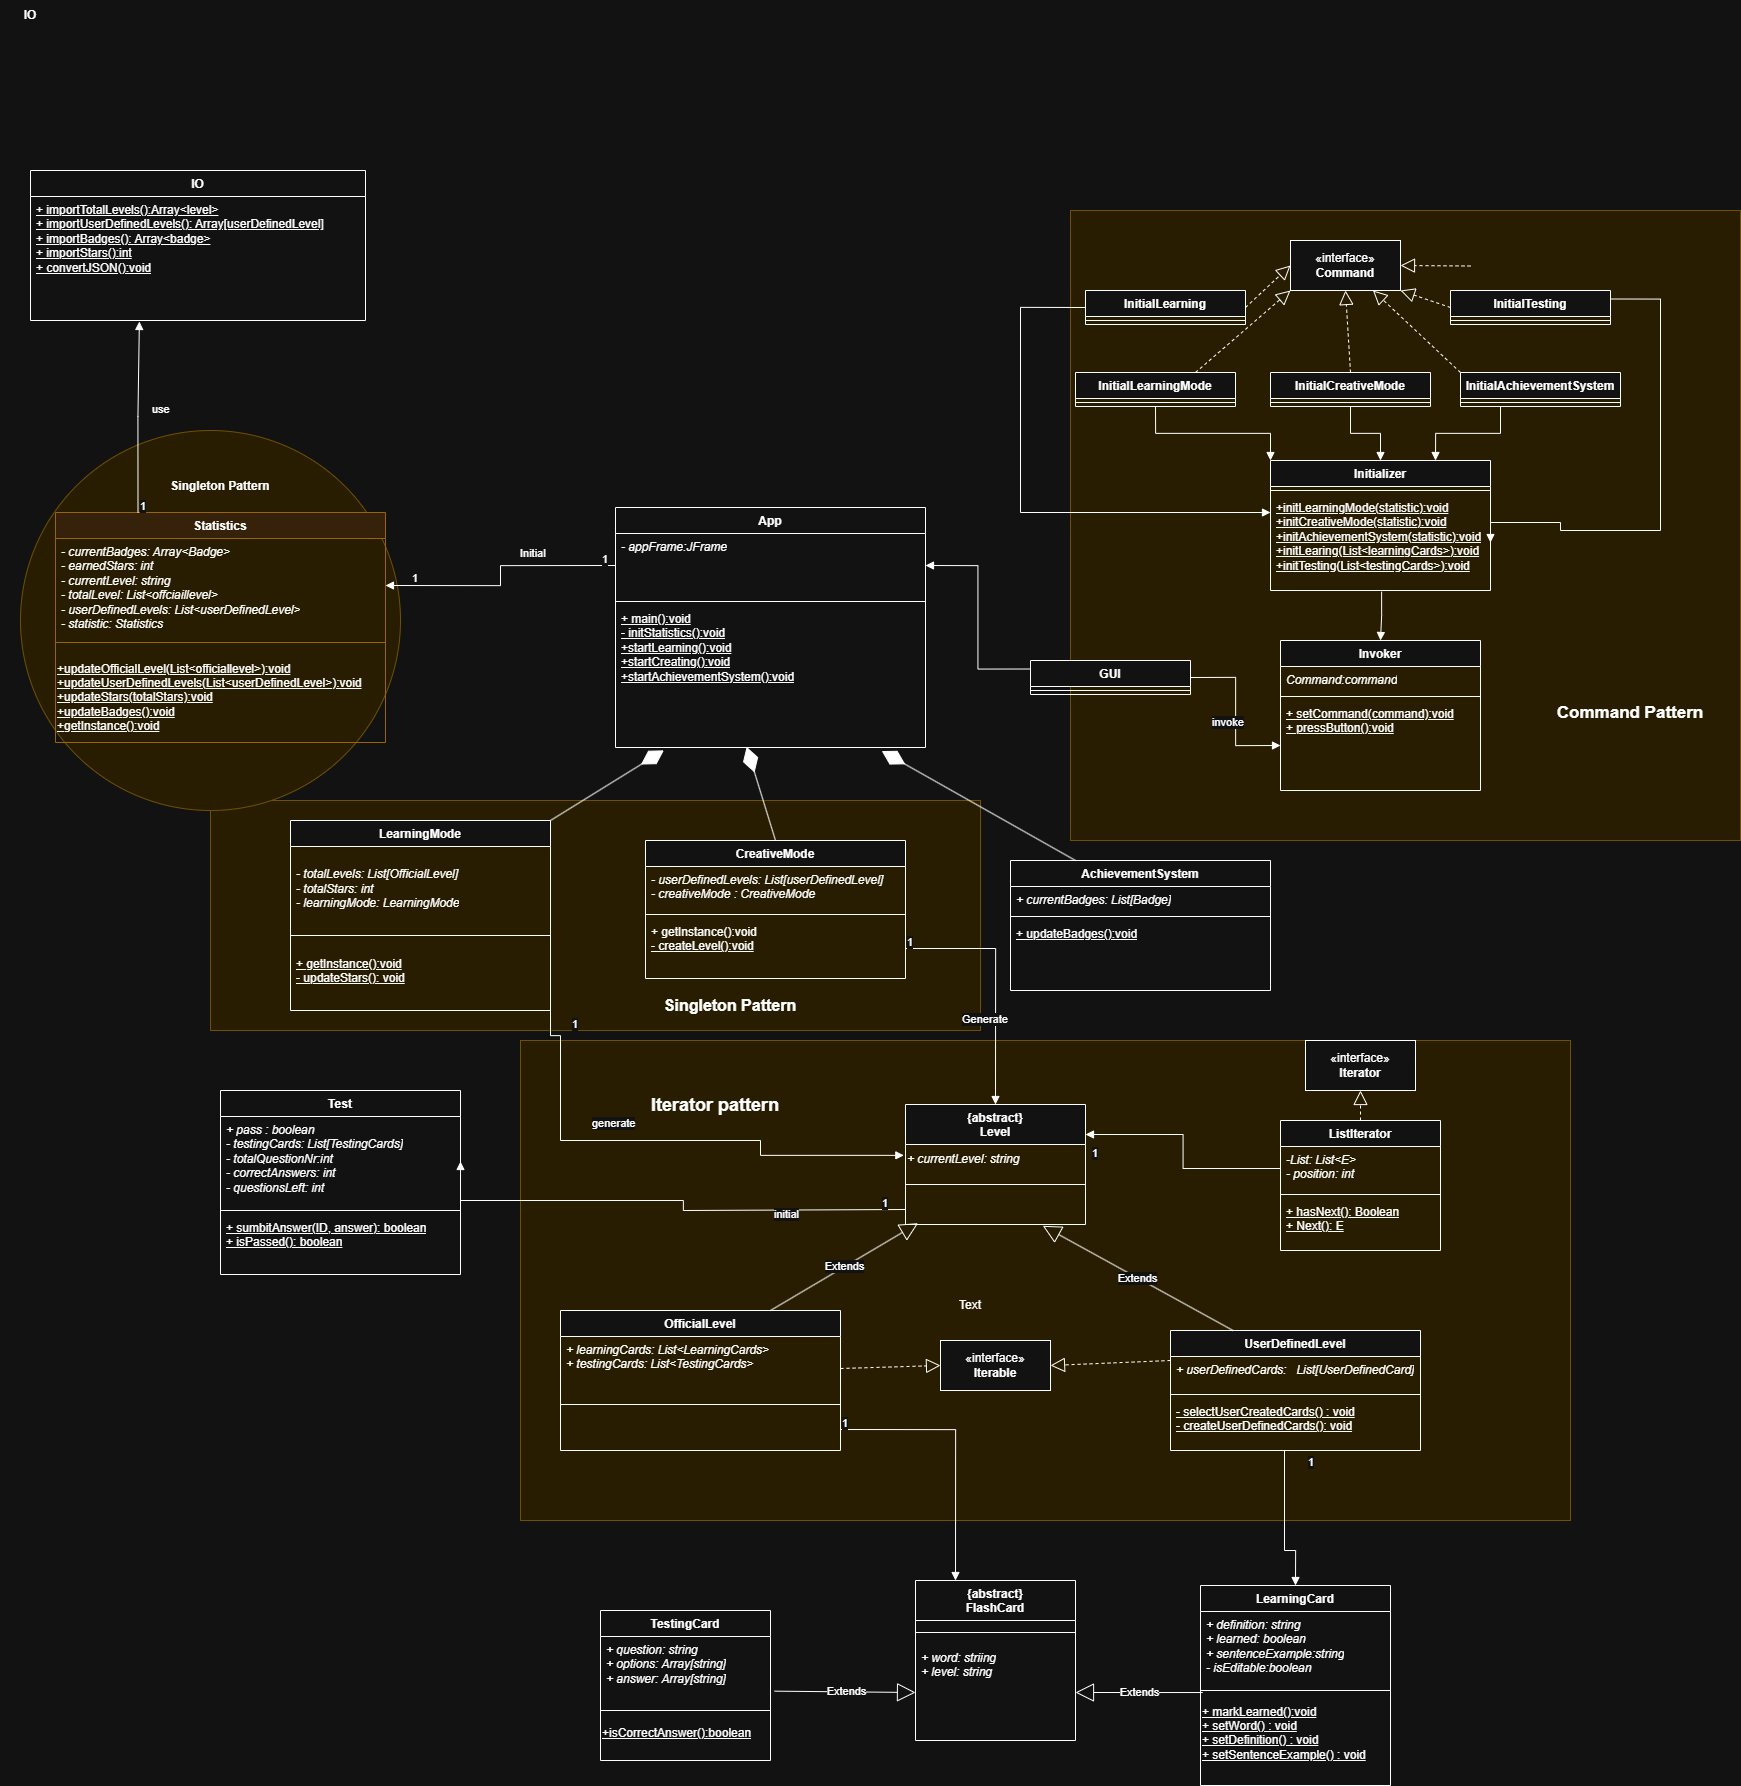 IO
IO
+ importTotalLevels():Array<level>
+ importUserDefinedLevels(): Array[userDefinedLevel]
+ importBadges(): Array<badge>
+ importStars():int
+ convertJSON():void
use
1
Singleton Pattern
Statistics
- currentBadges: Array<Badge>
- earnedStars: int
- currentLevel: string
- totalLevel: List<offciaillevel>
- userDefinedLevels: List<userDefinedLevel>
- statistic: Statistics
+updateOfficialLevel(List<officiallevel>):void
+updateUserDefinedLevels(List<userDefinedLevel>):void
+updateStars(totalStars):void
+updateBadges():void
+getInstance():void
1
Initial
1
App
- appFrame:JFrame
+ main():void
- initStatistics():void
+startLearning():void
+startCreating():void
+startAchievementSystem():void
«interface»
Command
InitialLearning
InitialTesting
InitialLearningMode
InitialCreativeMode
InitialAchievementSystem
Initializer
+initLearningMode(statistic):void
+initCreativeMode(statistic):void
+initAchievementSystem(statistic):void
+initLearing(List<learningCards>):void
+initTesting(List<testingCards>):void
GUI
invoke
Invoker
Command:command
+ setCommand(command):void
+ pressButton():void
Command Pattern
LearningMode
- totalLevels: List[OfficialLevel]
- totalStars: int
- learningMode: LearningMode
+ getInstance():void
- updateStars(): void
CreativeMode
- userDefinedLevels: List[userDefinedLevel]
- creativeMode : CreativeMode
+ getInstance():void
- createLevel():void
1
AchievementSystem
+ currentBadges: List[Badge]
+ updateBadges():void
Singleton Pattern
1
Generate
«interface»
Iterator
Iterator pattern
generate
Test
+ pass : boolean
- testingCards: List[TestingCards]
- totalQuestionNr:int
- correctAnswers: int
- questionsLeft: int
+ sumbitAnswer(ID, answer): boolean
+ isPassed(): boolean
{abstract}
Level
+ currentLevel: string
1
ListIterator
-List: List<E>
- position: int
+ hasNext(): Boolean
+ Next(): E
1
initial
Extends
Extends
Text
OfficialLevel
+ learningCards: List<LearningCards>
+ testingCards: List<TestingCards>
«interface»
Iterable
UserDefinedLevel
+ userDefinedCards: List[UserDefinedCard]
- selectUserCreatedCards() : void
- createUserDefinedCards(): void
1
1
{abstract}
FlashCard
+ word: striing
+ level: string
TestingCard
+ question: string
+ options: Array[string]
+ answer: Array[string]
+isCorrectAnswer():boolean
Extends
Extends
LearningCard
+ definition: string
+ learned: boolean
+ sentenceExample:string
- isEditable:boolean
+ markLearned():void
+ setWord() : void
+ setDefinition() : void
+ setSentenceExample() : void